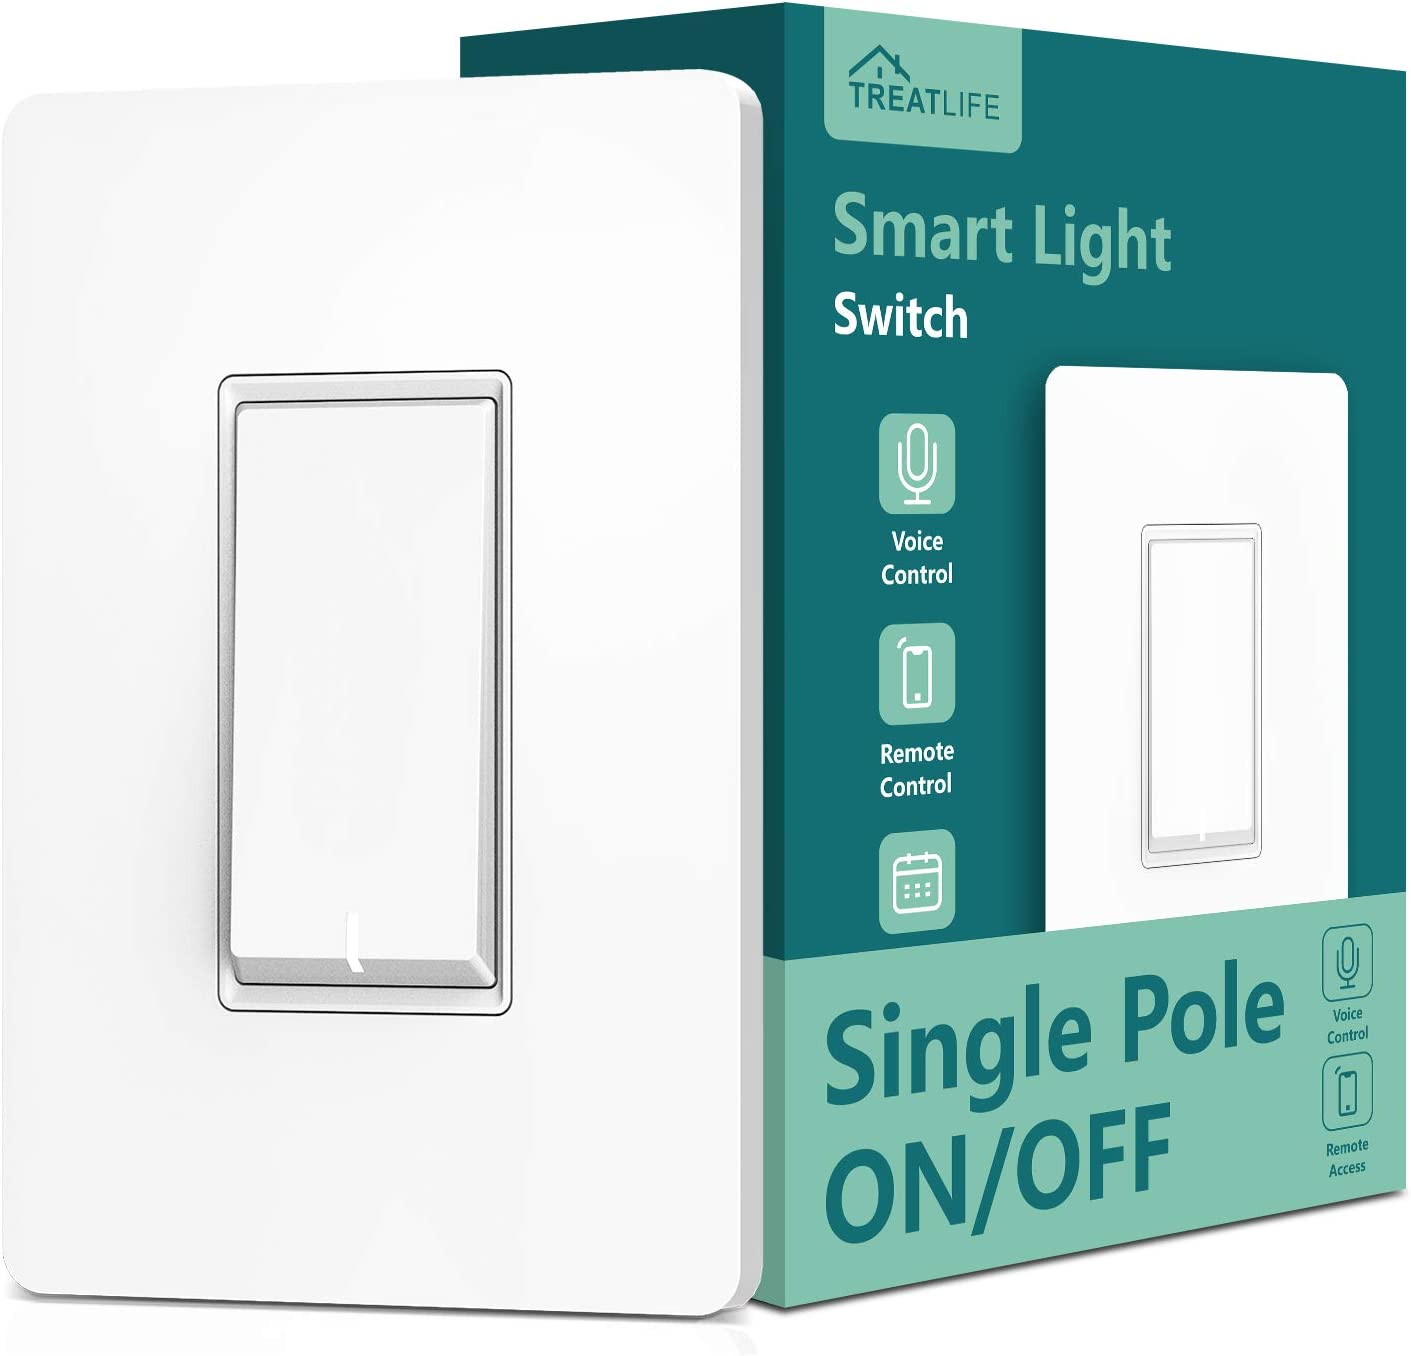 TREATLIFE
Smart Light
Switch
Voice
Control
Remote
Control
Single Pole
ON/OFF
Voice
Control
Remote
Access